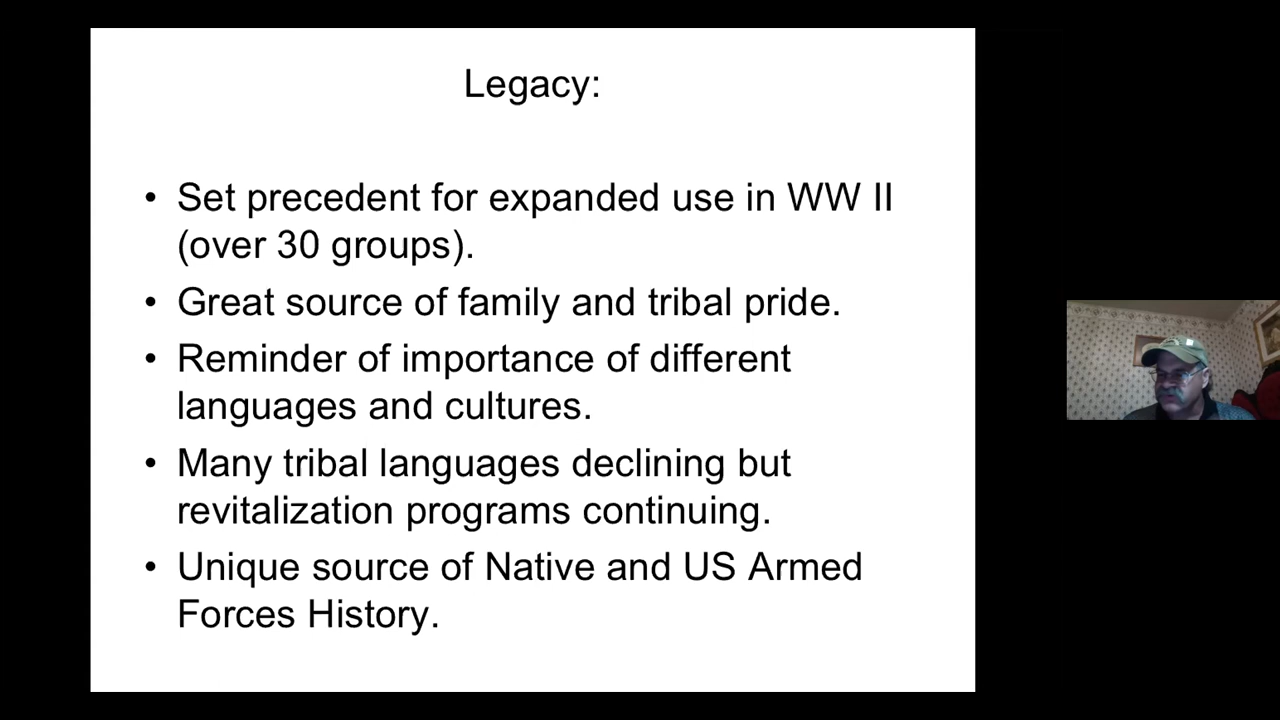 Legacy:
• Set precedent for expanded use in WW II
(over 30 groups).
• Great source of family and tribal pride.
• Reminder of importance of different
languages and cultures.
• Many tribal languages declining but
revitalization programs continuing.
• Unique source of Native and US Armed
Forces History.